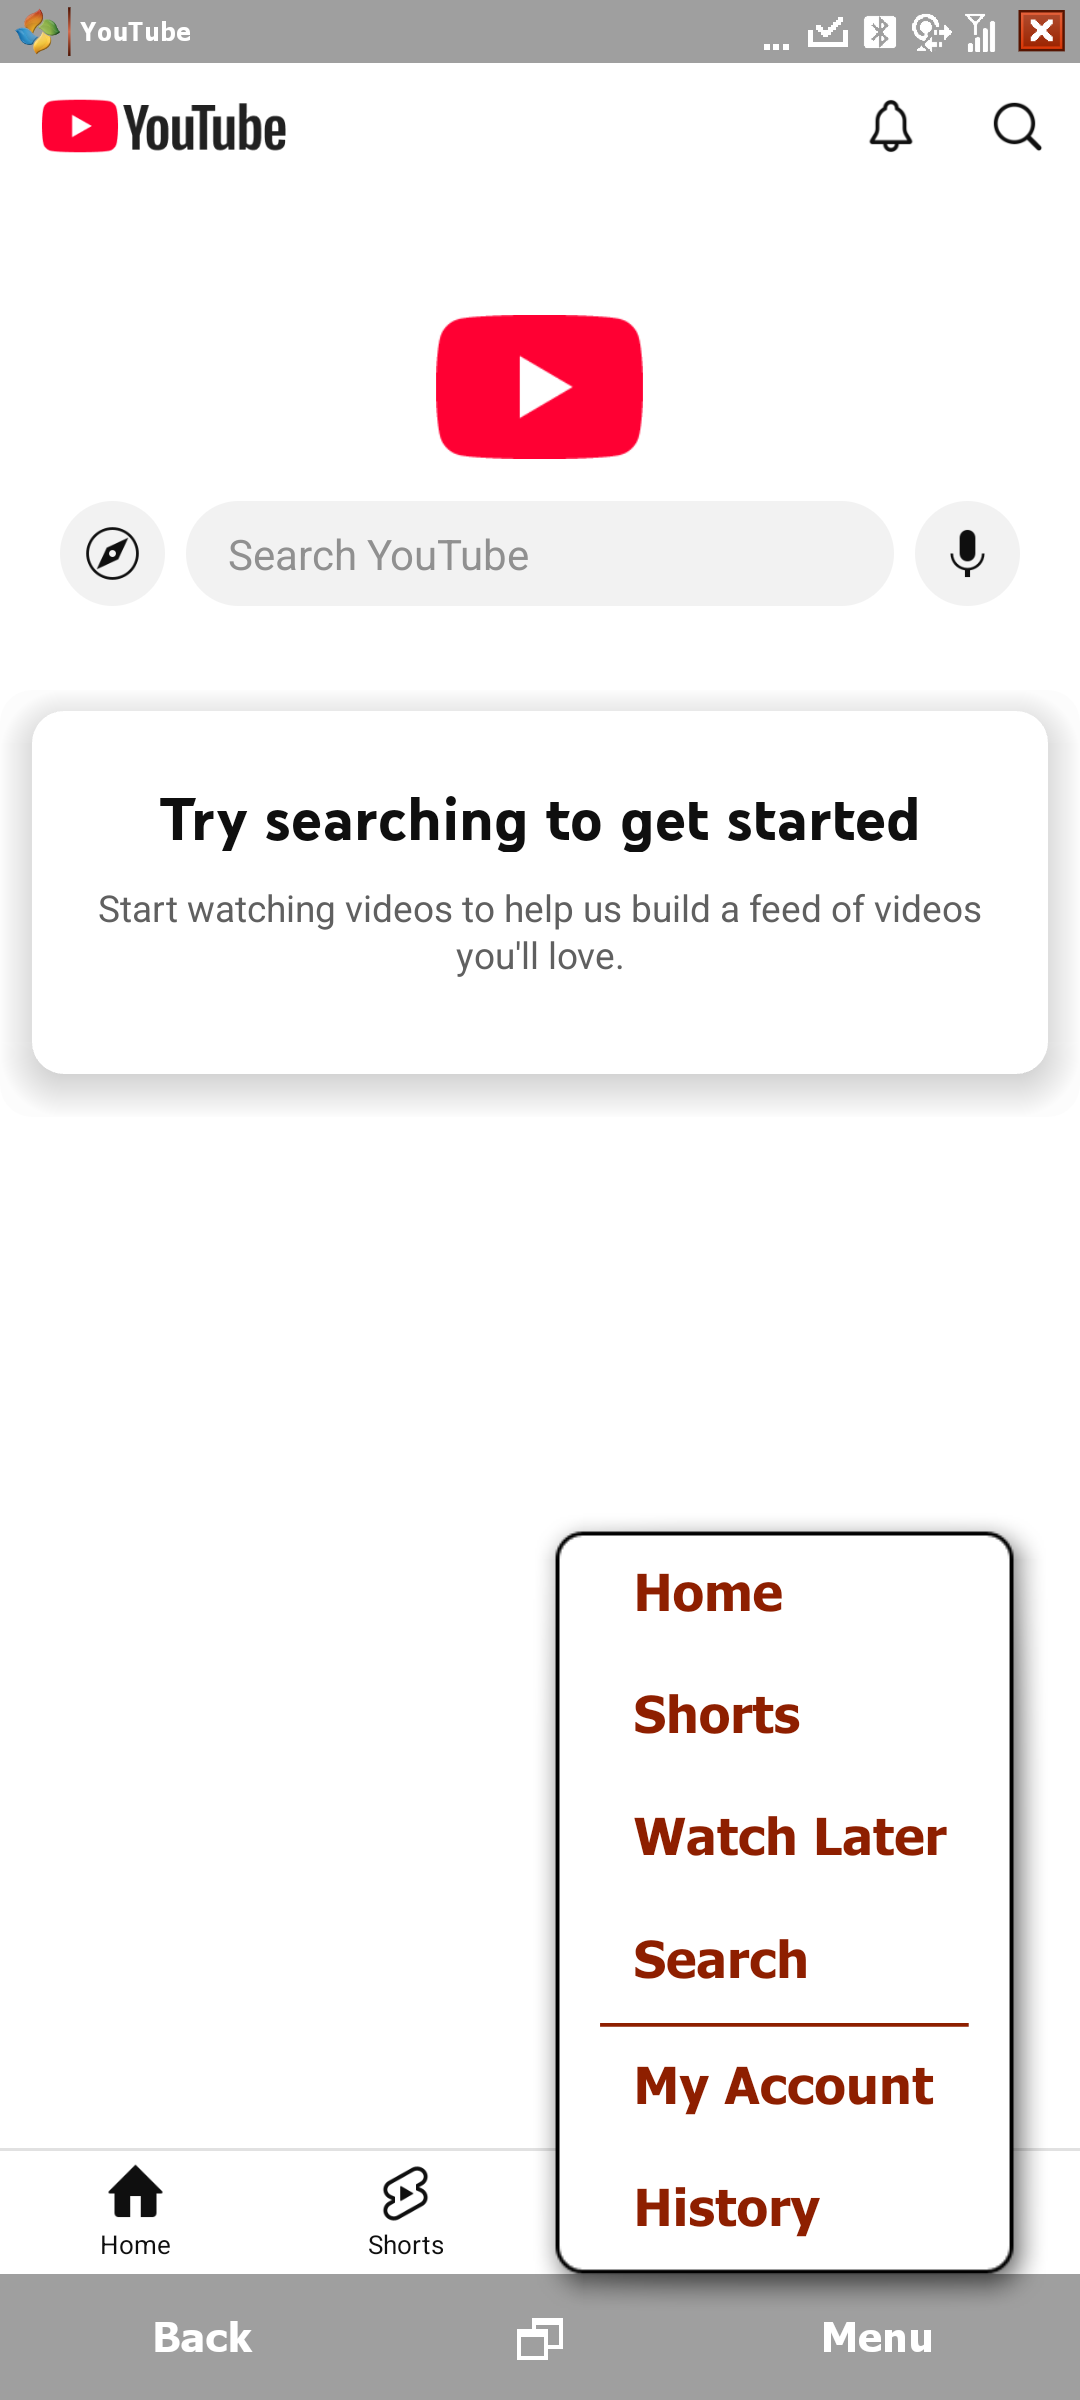 YouTube
YouTube
Search YouTube
Try searching to get started
Start watching videos to help us build a feed of videos
you'll love.
Home
Shorts
Watch Later
Search
My Account
History
Home
Shorts
Back
Menu